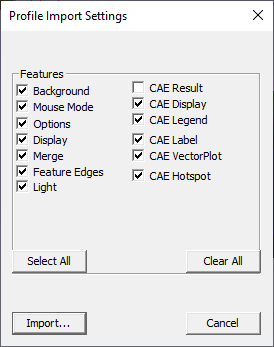 Profile Import Settings
Features
Background
Mouse Mode
Options
Display
Merge
Feature Edges
Light
CAE Result
CAE Display
CAE Legend
CAE Label
CAE VectorPlot
CAE Hotspot
Select All
Clear All
Import...
Cancel